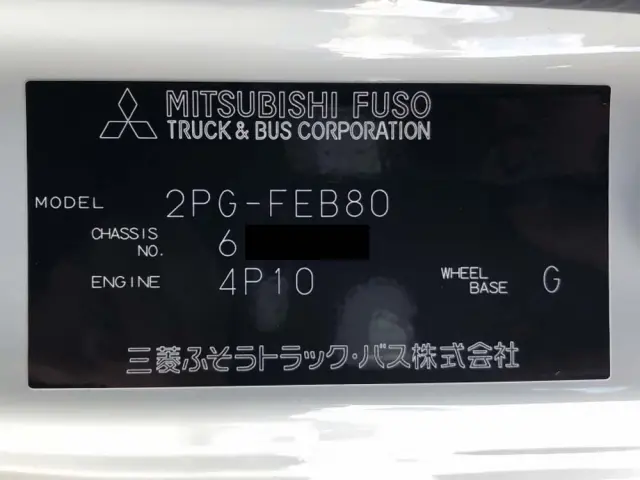 MITSUBISHI FUSO
TRUCK & BUS CORPORATION
MODEL 2PG-FEB80
CHASSIS NO. 6
ENGINE 4P10 WHEEL BASE G
三菱ふそうトラック・バス株式会社